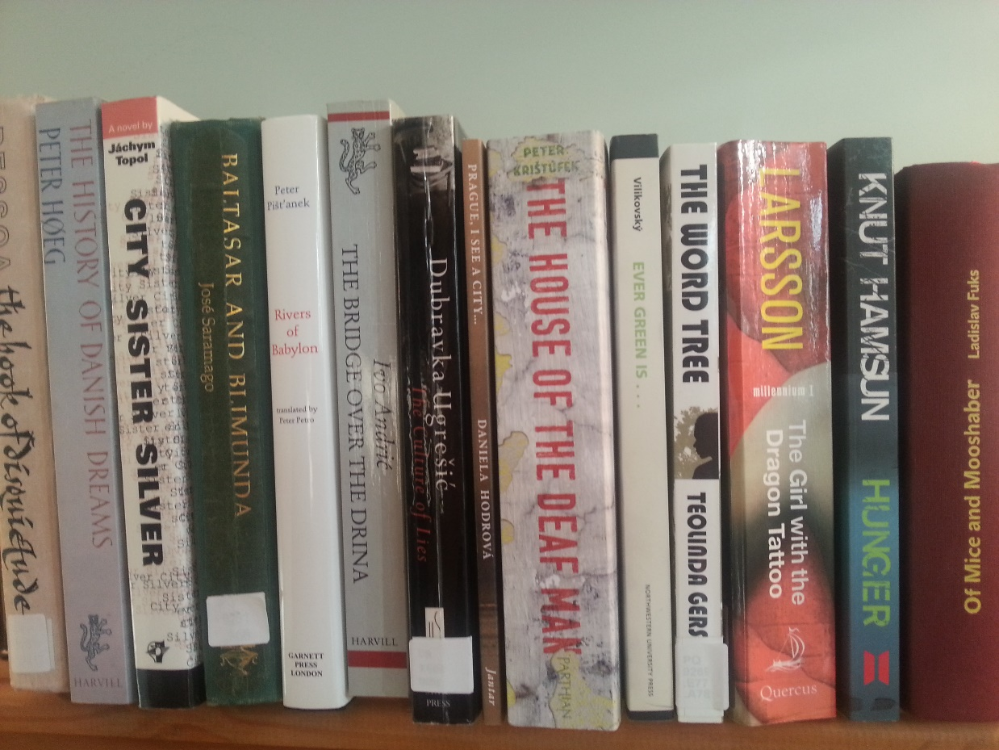 PESSOA the book of disquietude
PETER HØEG
THE HISTORY OF DANISH DREAMS
HARVILL
A novel by
Jáchym
Topol
CITY SISTER SILVER
BALTASAR AND BLIMUNDA
José Saramago
Peter
Pišťanek
Rivers
of
Babylon
translated by
Peter Petro
GARNETT
PRESS
LONDON
Ivo Andrić
THE BRIDGE OVER THE DRINA
HARVILL
Dubravka Ugrešić
The Culture of Lies
PRESS
PRAGUE, I SEE A CITY...
DANIELA HODROVÁ
Jantar
PETER
KRIŠTÚFEK
THE HOUSE OF THE DEAF MAN
PARTHIAN
Vilikovský
EVER GREEN IS . . .
NORTHWESTERN UNIVERSITY PRESS
THE WORD TREE
TEOLINDA GERS
LARSSON
millennium I
The Girl with the
Dragon Tattoo
Quercus
KNUT HAMSUN
HUNGER
Of Mice and Mooshaber Ladislav Fuks